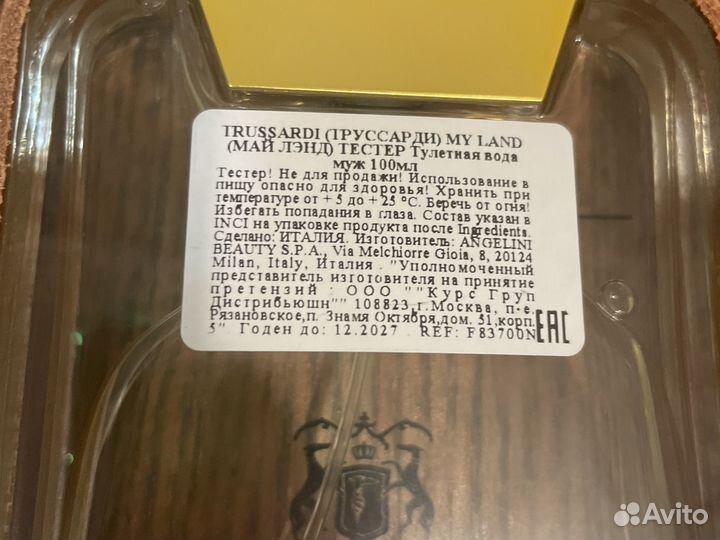 TRUSSARDI (ТРУССАРДИ) MY LAND
(МАЙ ЛЭНД) ТЕСТЕР Тулетная вода
муж 100мл
Тестер! Не для продажи! Использование в
пищу опасно для здоровья! Хранить при
температуре от + 5 до + 25 °С. Беречь от огня!
Избегать попадания в глаза. Состав указан в
INCI на упаковке продукта после Ingredients.
Сделано: ИТАЛИЯ. Изготовитель: ANGELINI
BEAUTY S.P.A., Via Melchiorre Gioia, 8, 20124
Milan, Italy, Италия . "Уполномоченный
представитель изготовителя на принятие
претензий : ООО ""Курс Груп
Дистрибьюшн"" 108823,г.Москва, п-е.
Рязановское,п. Знамя Октября,дом. 51,корп.
5" . Годен до: 12.2027 . REF: F83700N
EAC
Avito